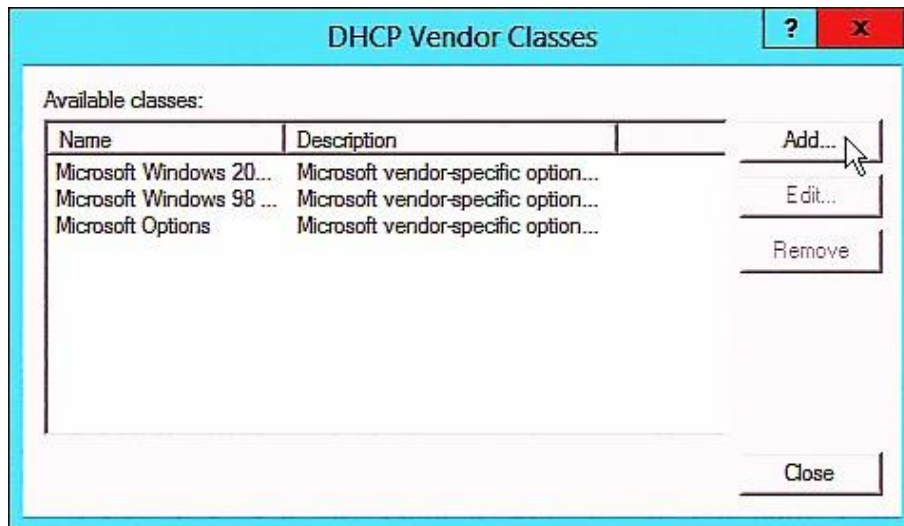 DHCP Vendor Classes
? x
Available classes:
Name Description
Add...
Microsoft Windows 20... Microsoft vendor-specific option...
Microsoft Windows 98 ... Microsoft vendor-specific option...
Edit...
Microsoft Options Microsoft vendor-specific option...
Remove
Close